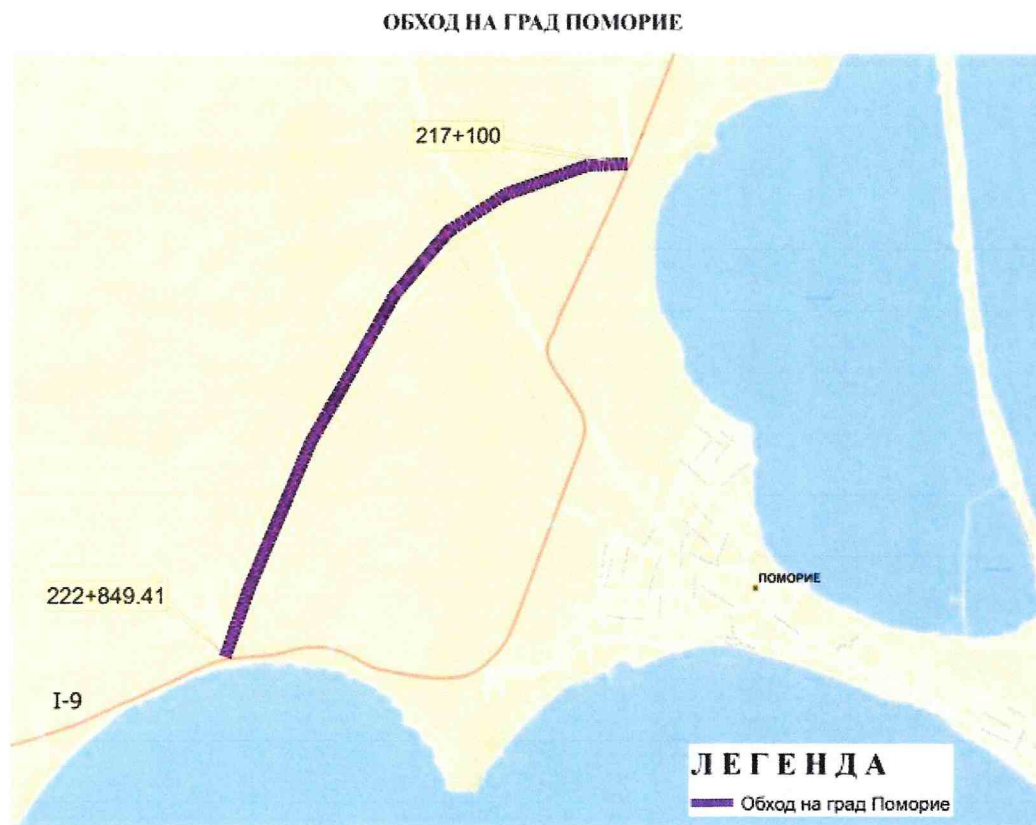 ОБХОД НА ГРАД ПОМОРИЕ
217+100
ПОМОРИЕ
222+849.41
I-9
ЛЕГЕНДА
Обход на град Поморие